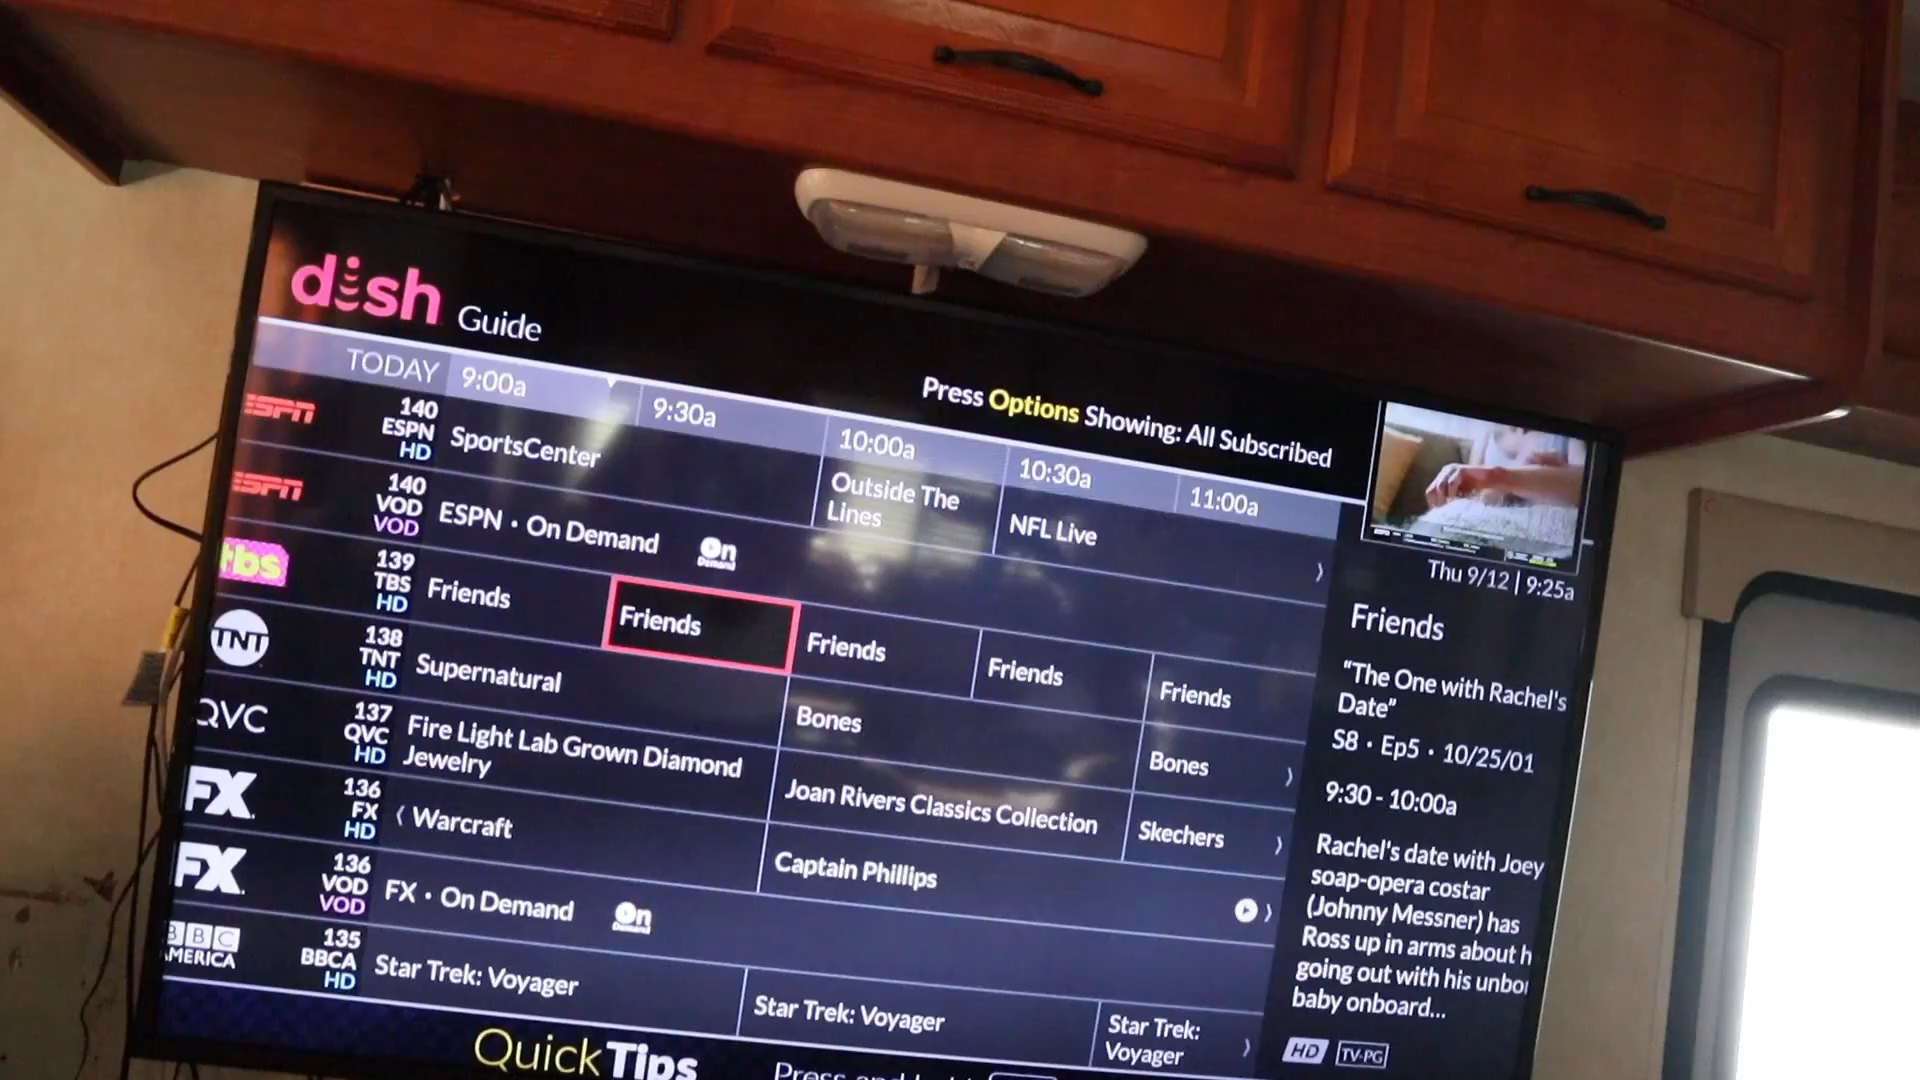 dish Guide
Press Options Showing: All Subscribed
TODAY 9:00a 9:30a 10:00a 10:30a 11:00a
ESPN 140 ESPN HD SportsCenter
Outside The
Lines
NFL Live
ESPN 140 VOD VOD ESPN • On Demand On Demand
tbs 139 TBS HD Friends Friends Friends Friends Friends
TNT 138 TNT HD Supernatural Bones Bones
QVC 137 QVC HD Fire Light Lab Grown Diamond
Jewelry
Joan Rivers Classics Collection
Skechers
FX 136 FX HD Warcraft Captain Phillips
FX 136 VOD VOD FX • On Demand On Demand
BBC AMERICA 135 BBCA HD Star Trek: Voyager Star Trek: Voyager
Star Trek:
Voyager
Thu 9/12 | 9:25a
Friends
"The One with Rachel's
Date"
S8 • Ep5 • 10/25/01
9:30 - 10:00a
Rachel's date with Joey
soap-opera costar
(Johnny Messner) has
Ross up in arms about h
going out with his unbor
baby onboard...
HD TV-PG
Quick Tips